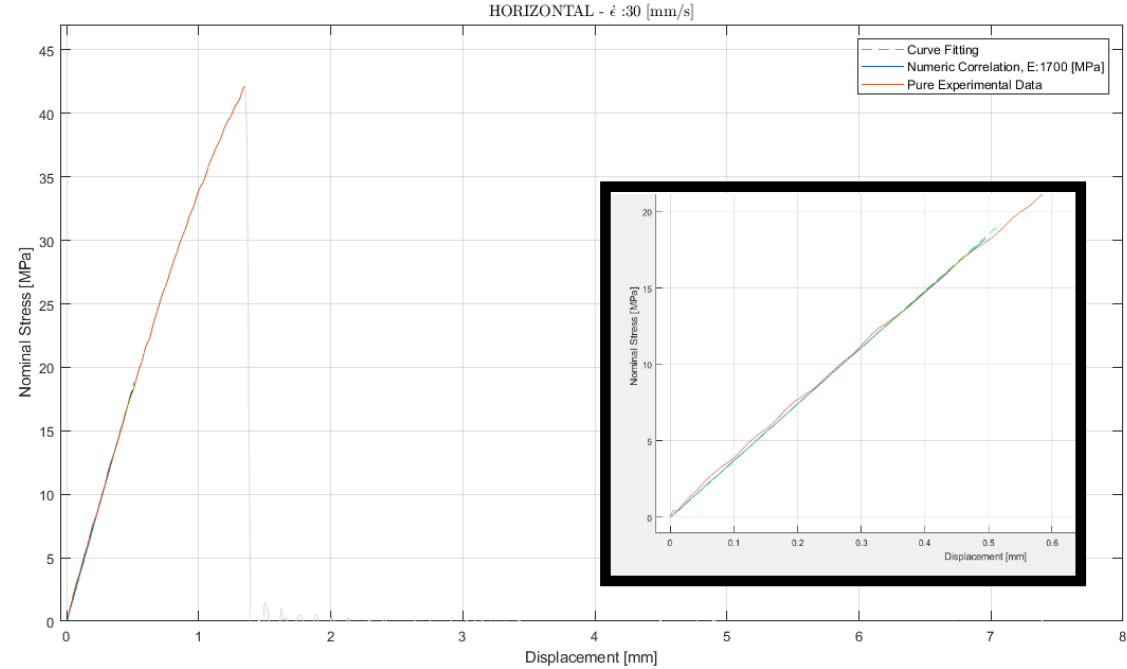 HORIZONTAL - ε̇ :30 [mm/s]
Curve Fitting
Numeric Correlation, E:1700 [MPa]
Pure Experimental Data
Nominal Stress [MPa]
45
40
35
30
25
20
15
10
5
0
0 1 2 3 4 5 6 7 8
Displacement [mm]
Nominal Stress [MPa]
20
15
10
5
0
0 0.1 0.2 0.3 0.4 0.5 0.6
Displacement [mm]